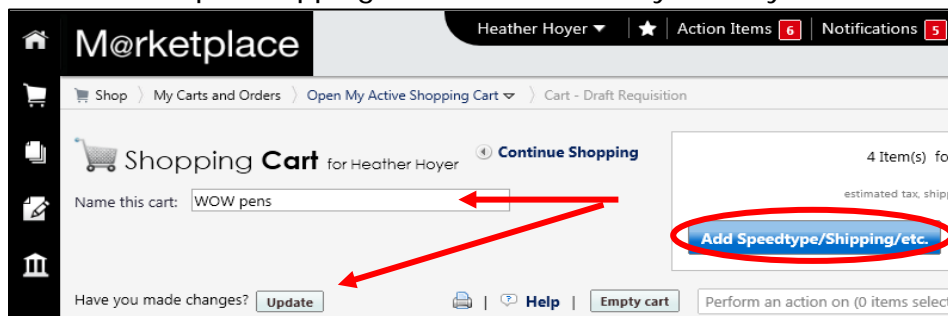 M@rketplace
Heather Hoyer ▾ | ★ | Action Items 6 | Notifications 5
Shop 〉 My Carts and Orders 〉 Open My Active Shopping Cart 〉 Cart - Draft Requisition
Shopping Cart for Heather Hoyer
Continue Shopping
4 Item(s) fo
Name this cart: WOW pens
estimated tax, ship
Add Speedtype/Shipping/etc.
Have you made changes? Update | Help | Empty cart
Perform an action on (0 items selec